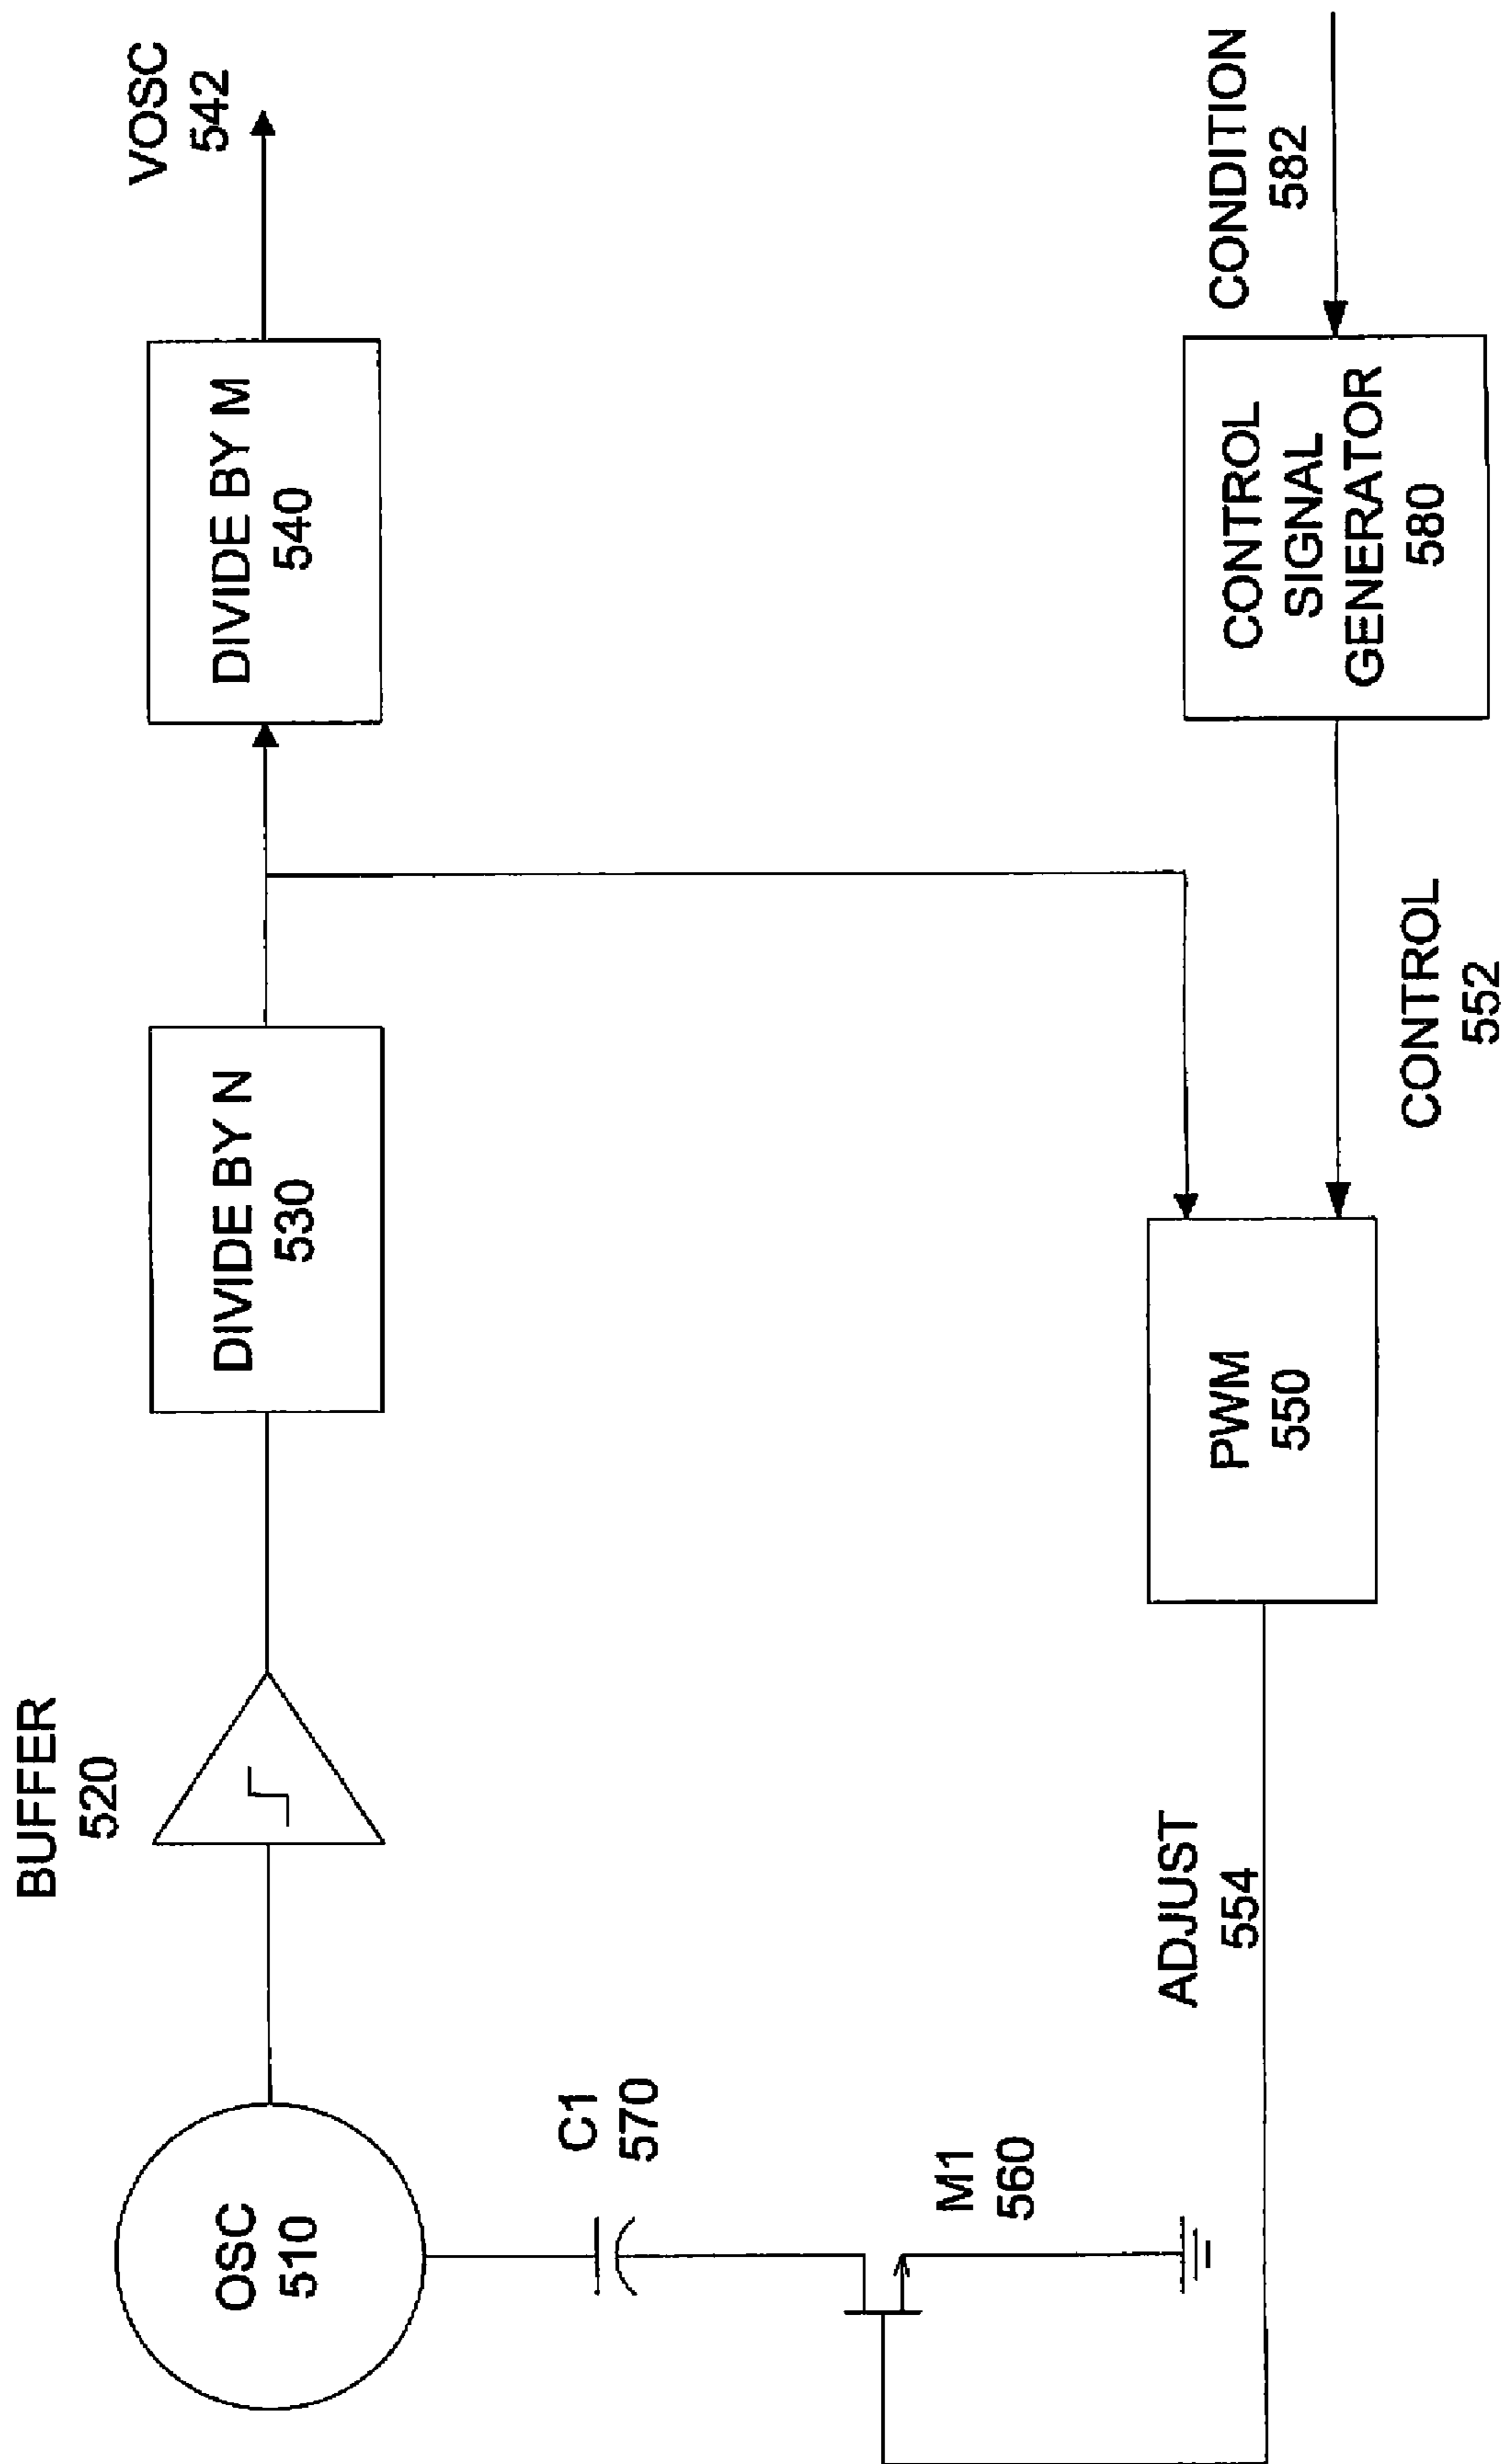 BUFFER
520
VOSC
542
OSC
510
DIVIDE BY N
530
DIVIDE BY M
540
C1
570
M1
560
ADJUST
554
PWM
550
CONTROL
552
CONTROL
SIGNAL
GENERATOR
580
CONDITION
582